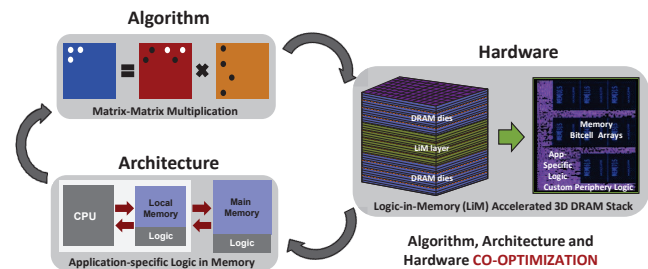 Algorithm
=
×
Matrix-Matrix Multiplication
Hardware
DRAM dies
LiM layer
DRAM dies
Memory
Bitcell Arrays
App-
Specific
Logic
Custom Periphery Logic
Logic-in-Memory (LiM) Accelerated 3D DRAM Stack
Architecture
CPU
Local
Memory
Logic
Main
Memory
Logic
Application-specific Logic in Memory
Algorithm, Architecture and
Hardware CO-OPTIMIZATION